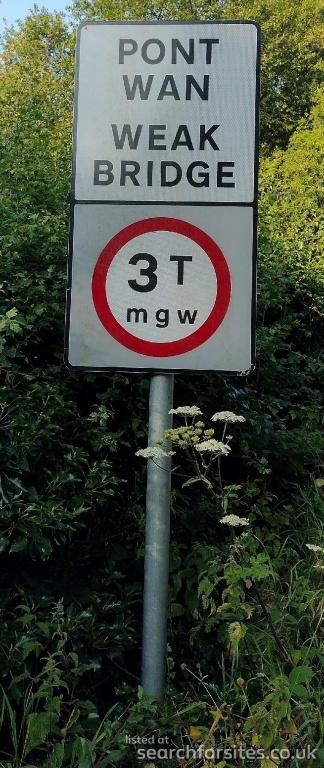 PONT
WAN
WEAK
BRIDGE
3T
mgw
listed at
searchforsites.co.uk